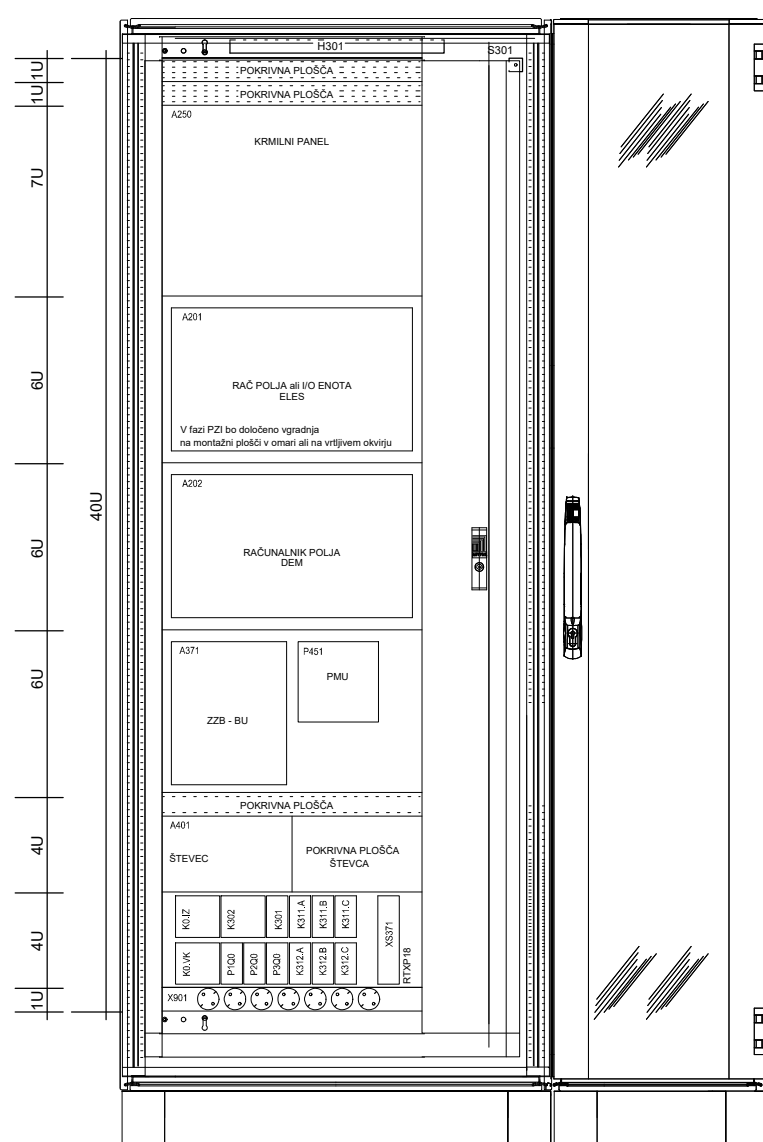 H301
S301
1U
POKRIVNA PLOŠČA
1U
POKRIVNA PLOŠČA
A250
KRMILNI PANEL
7U
A201
RAČ POLJA ali I/O ENOTA
ELES
6U
V fazi PZI bo določeno vgradnja
na montažni plošči v omari ali na vrtljivem okvirju
A202
40U
RAČUNALNIK POLJA
DEM
6U
A371
P451
PMU
6U
ZZB - BU
POKRIVNA PLOŠČA
A401
4U
ŠTEVEC
POKRIVNA PLOŠČA
ŠTEVCA
K0.IZ
K302
K301
K311.A
K311.B
K311.C
XS371
4U
K0.VK
P1Q0
P2Q0
P3Q0
K312.A
K312.B
K312.C
RTXP18
1U
X901